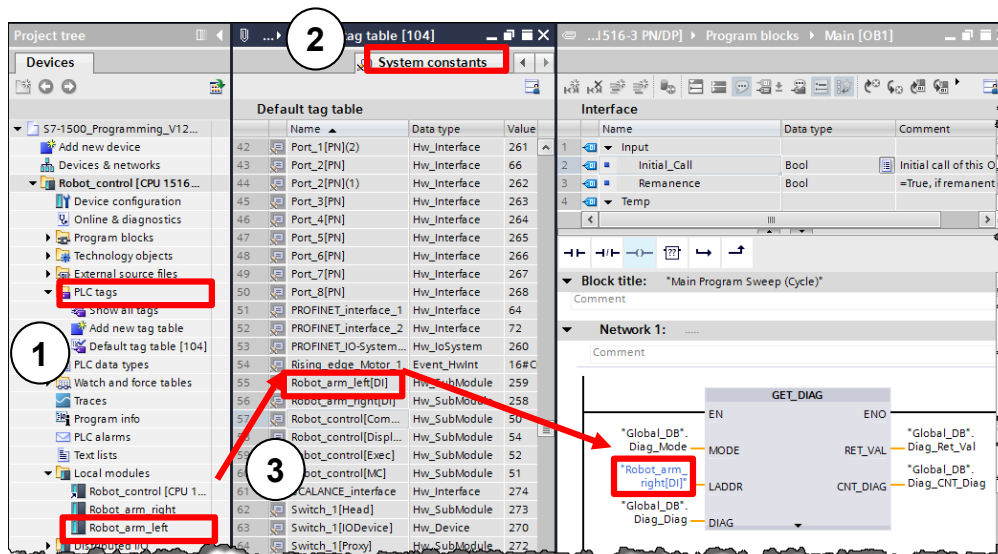 Project tree
...
2
tag table [104]
...1516-3 PN/DP]
Program blocks
Main [OB1]
Devices
System constants
Default tag table
Interface
Name
Data type
Value
Name
Data type
Comment
S7-1500_Programming_V12...
Add new device
Devices & networks
Robot_control [CPU 1516...
Device configuration
Online & diagnostics
Program blocks
Technology objects
External source files
PLC tags
Show all tags
Add new tag table
Default tag table [104]
1
PLC data types
Watch and force tables
Traces
Program info
PLC alarms
Text lists
Local modules
Robot_control [CPU 1...
Robot_arm_right
Robot_arm_left
Distributed I/O
42 Port_1[PN](2) Hw_Interface 261
43 Port_2[PN] Hw_Interface 66
44 Port_2[PN](1) Hw_Interface 262
45 Port_3[PN] Hw_Interface 263
46 Port_4[PN] Hw_Interface 264
47 Port_5[PN] Hw_Interface 265
48 Port_6[PN] Hw_Interface 266
49 Port_7[PN] Hw_Interface 267
50 Port_8[PN] Hw_Interface 268
51 PROFINET_interface_1 Hw_Interface 64
52 PROFINET_interface_2 Hw_Interface 72
53 PROFINET_IO-System... Hw_IoSystem 260
54 Rising_edge_Motor_1 Event_HwInt 16#C
55 Robot_arm_left[DI] Hw_SubModule 259
56 Robot_arm_right[DI] Hw_SubModule 258
57 Robot_control[Com... Hw_SubModule 50
Robot_control[Displ... Hw_SubModule 54
Robot_control[Exec] Hw_SubModule 52
Robot_control[MC] Hw_SubModule 51
3
61 SCALANCE_interface Hw_Interface 274
62 Switch_1[Head] Hw_SubModule 273
63 Switch_1[IODevice] Hw_Device 270
64 Switch_1[Proxy] Hw_SubModule 272
1 Input
2 Initial_Call Bool Initial call of this O
3 Remanence Bool =True, if remanent
4 Temp
Block title: "Main Program Sweep (Cycle)"
Comment
Network 1: .....
Comment
GET_DIAG
EN ENO
"Global_DB".
Diag_Mode MODE
"Robot_arm_
right[DI]" LADDR
"Global_DB".
Diag_Diag DIAG
"Global_DB".
RET_VAL Diag_Ret_Val
"Global_DB".
CNT_DIAG Diag_CNT_Diag